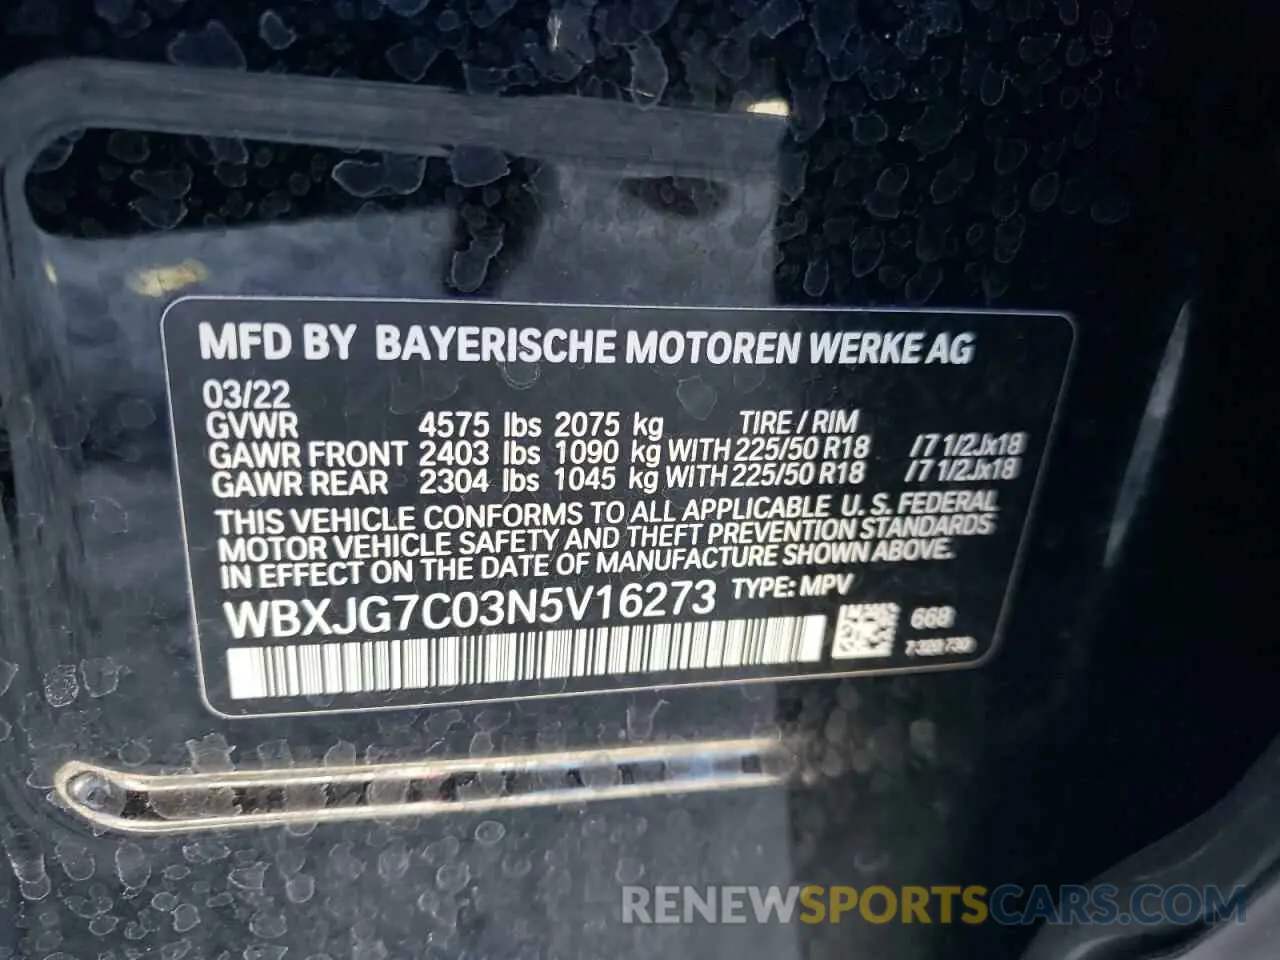 MFD BY BAYERISCHE MOTOREN WERKE AG
03/22
GVWR 4575 lbs 2075 kg TIRE / RIM
GAWR FRONT 2403 lbs 1090 kg WITH 225/50 R18 /7 1/2Jx18
GAWR REAR 2304 lbs 1045 kg WITH 225/50 R18 /7 1/2Jx18
THIS VEHICLE CONFORMS TO ALL APPLICABLE U.S. FEDERAL
MOTOR VEHICLE SAFETY AND THEFT PREVENTION STANDARDS
IN EFFECT ON THE DATE OF MANUFACTURE SHOWN ABOVE.
WBXJG7C03N5V16273 TYPE: MPV
668
7 320 730
RENEWSPORTSCARS.COM